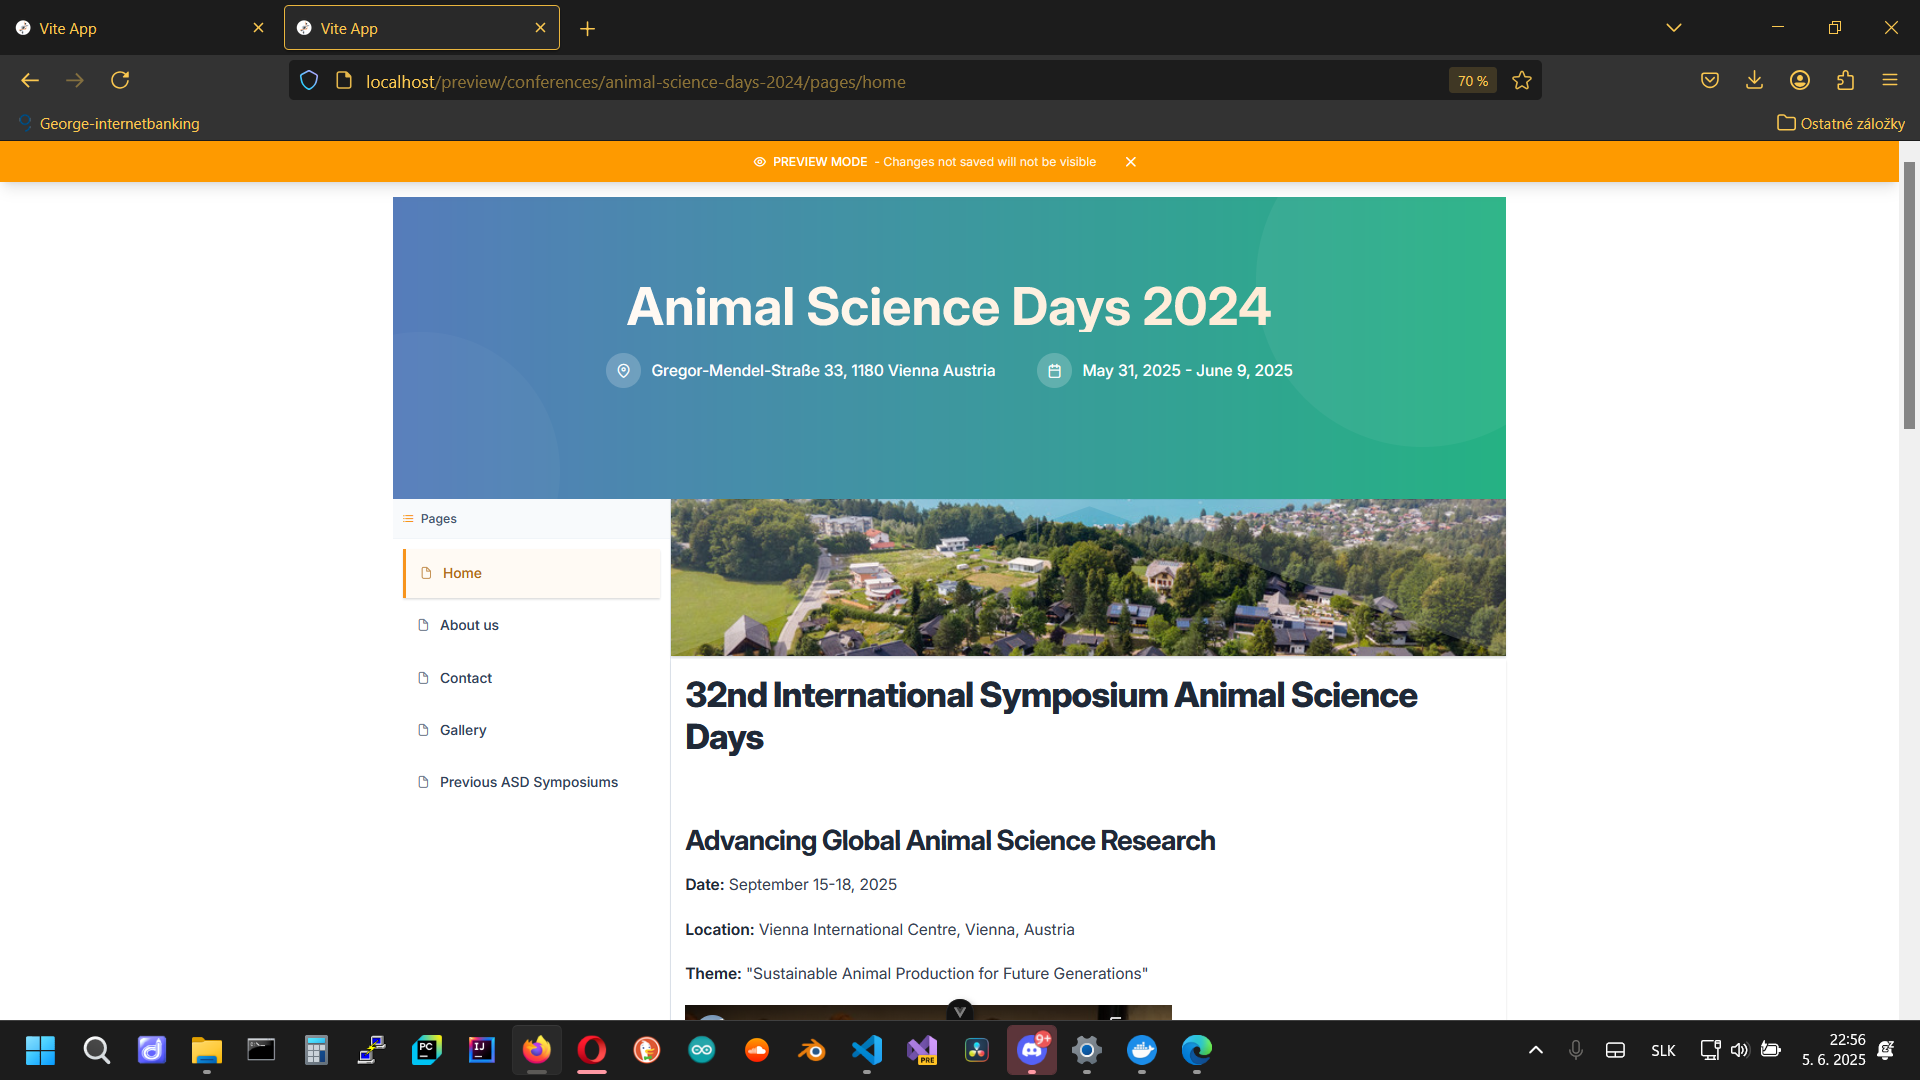 Vite App
Vite App
localhost/preview/conferences/animal-science-days-2024/pages/home
70 %
George-internetbanking
Ostatné záložky
PREVIEW MODE - Changes not saved will not be visible
Animal Science Days 2024
Gregor-Mendel-Straße 33, 1180 Vienna Austria
May 31, 2025 - June 9, 2025
Pages
Home
About us
Contact
Gallery
Previous ASD Symposiums
32nd International Symposium Animal Science
Days
Advancing Global Animal Science Research
Date: September 15-18, 2025
Location: Vienna International Centre, Vienna, Austria
Theme: "Sustainable Animal Production for Future Generations"
PC
IJ
PRE
9+
SLK
22:56
5. 6. 2025